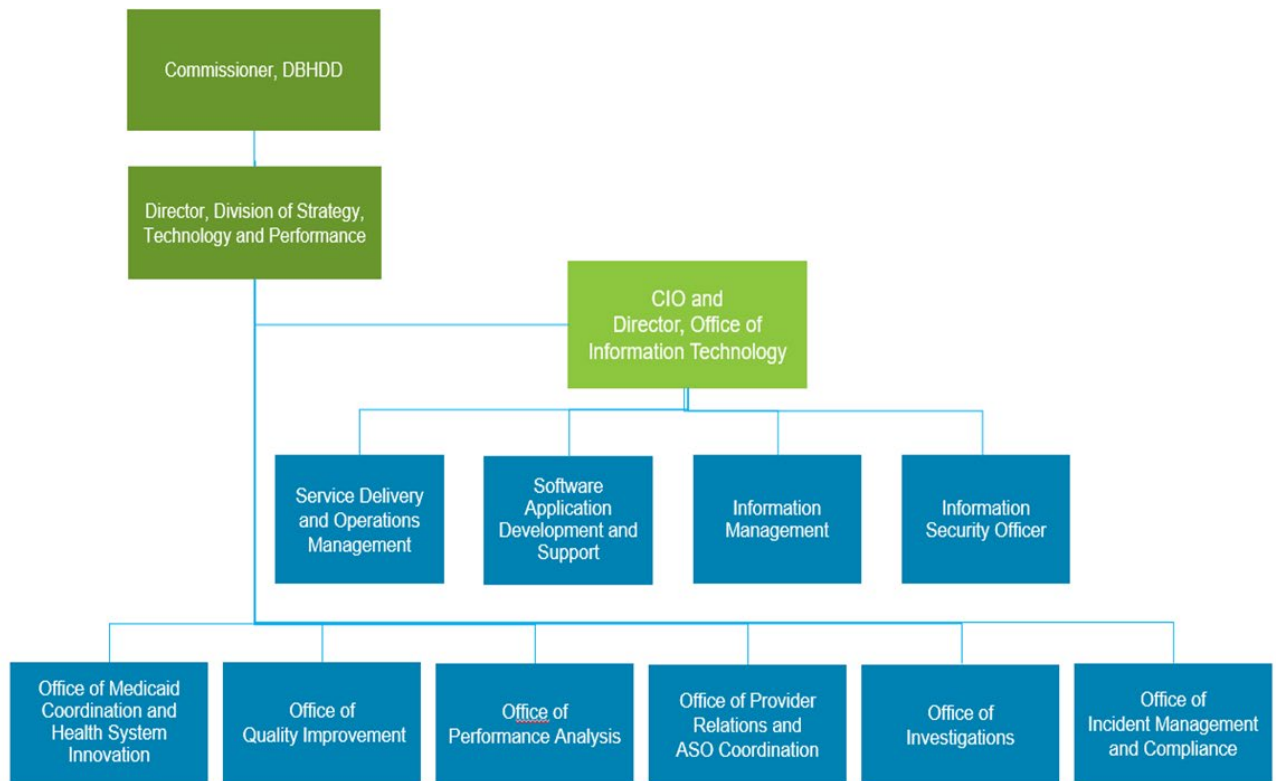 Commissioner, DBHDD
Director, Division of Strategy,
Technology and Performance
CIO and
Director, Office of
Information Technology
Service Delivery
and Operations
Management
Software
Application
Development and
Support
Information
Management
Information
Security Officer
Office of Medicaid
Coordination and
Health System
Innovation
Office of
Quality Improvement
Office of
Performance Analysis
Office of Provider
Relations and
ASO Coordination
Office of
Investigations
Office of
Incident Management
and Compliance